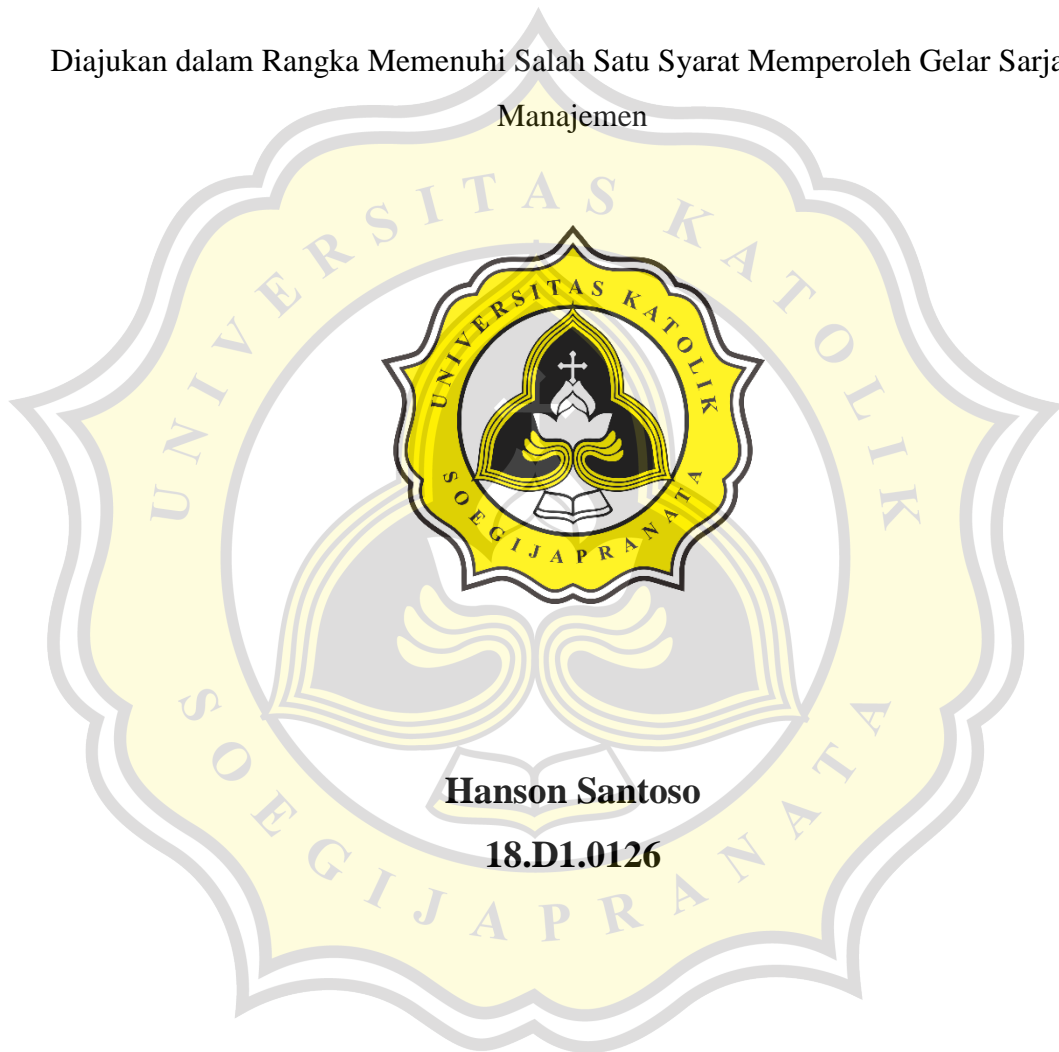 Diajukan dalam Rangka Memenuhi Salah Satu Syarat Memperoleh Gelar Sarja
Manajemen
UNIVERSITAS KATOLIK
SOEGIJAPRANATA
UNIVERSITAS KATOLIK
SOEGIJAPRANATA
Hanson Santoso
18.D1.0126